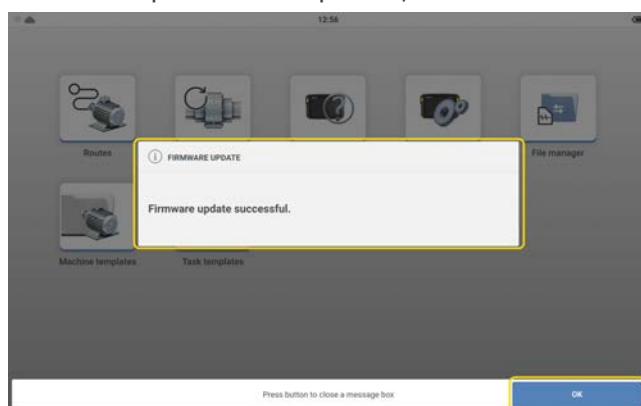 12:56
Routes
File manager
FIRMWARE UPDATE
Firmware update successful.
Machine templates
Task templates
Press button to close a message box
OK